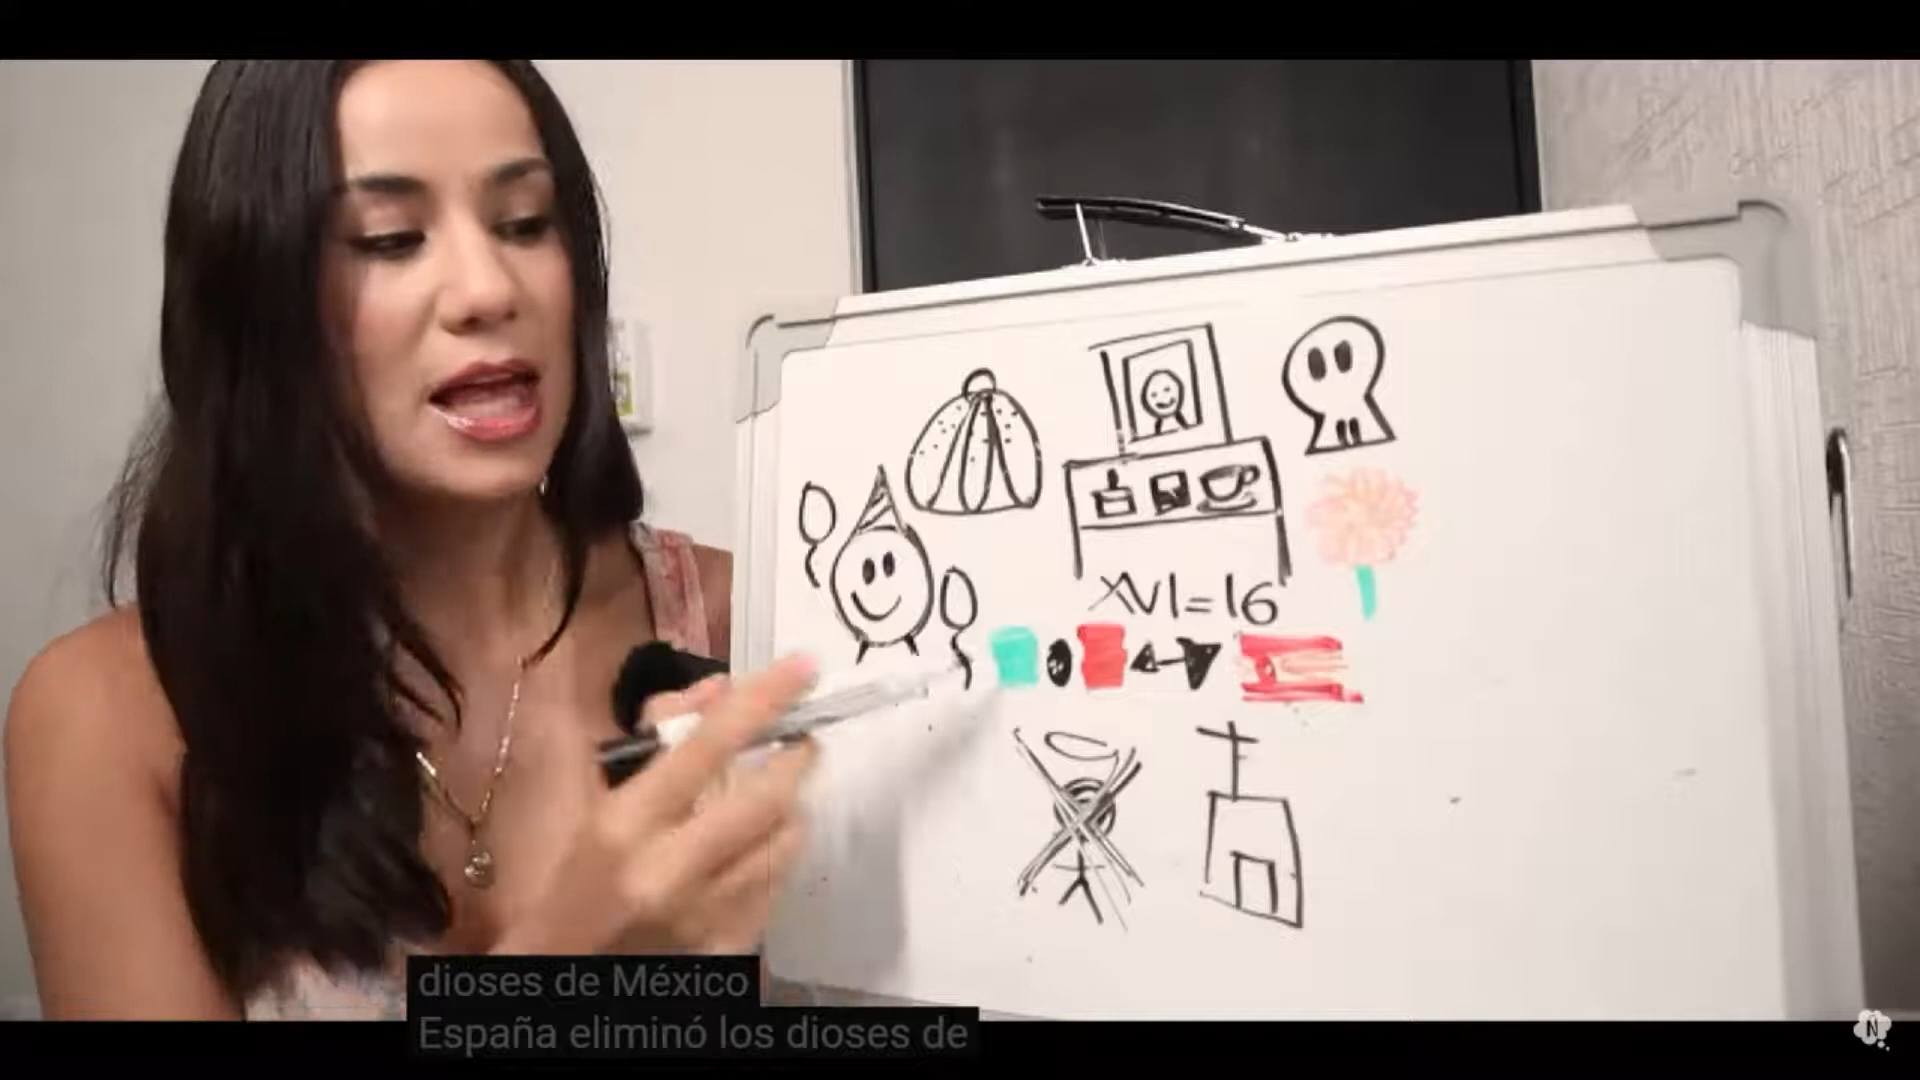 XVI=16
dioses de México
España eliminó los dioses de
Ñ